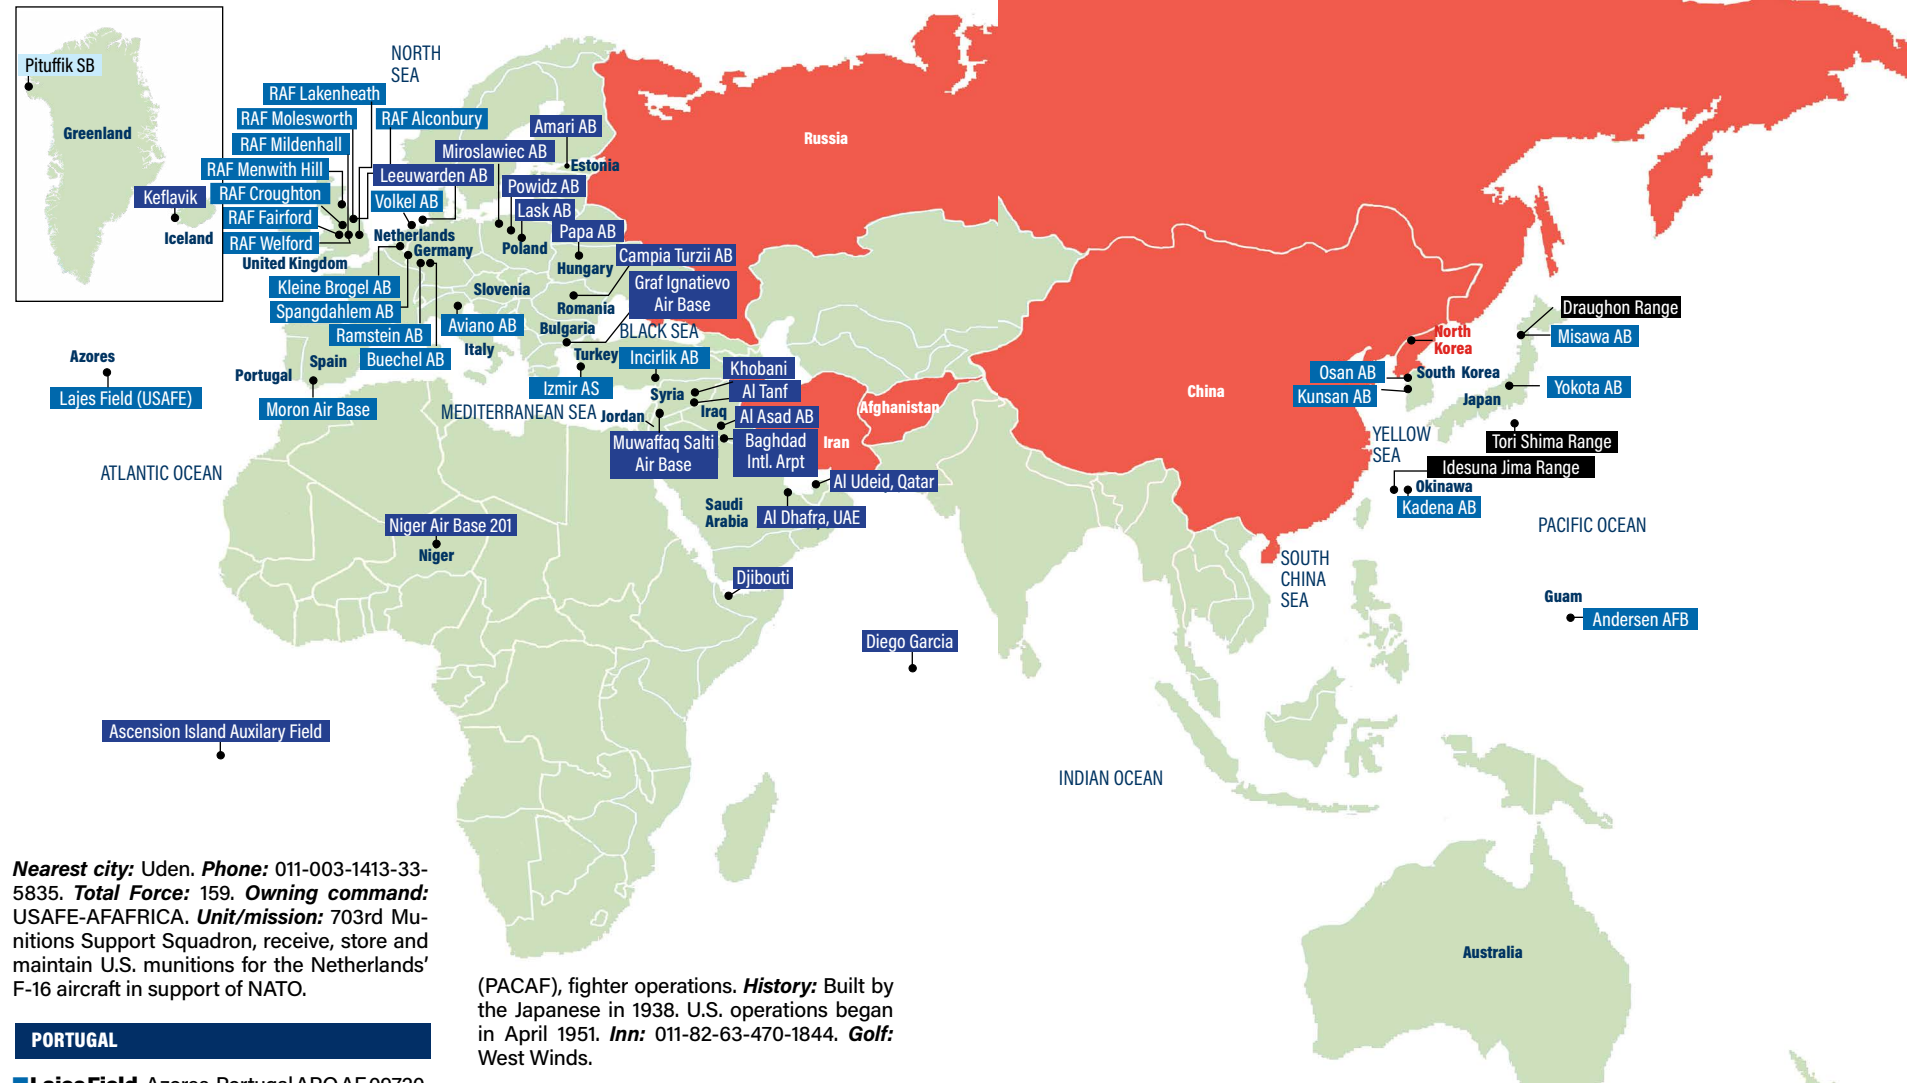 Pituffik SB
Greenland
Keflavik
Iceland
NORTH
SEA
RAF Lakenheath
RAF Molesworth
RAF Alconbury
RAF Mildenhall
RAF Menwith Hill
RAF Croughton
RAF Fairford
RAF Welford
United Kingdom
Amari AB
Estonia
Miroslawiec AB
Leeuwarden AB
Powidz AB
Volkel AB
Lask AB
Netherlands
Germany
Poland
Papa AB
Hungary
Campia Turzii AB
Kleine Brogel AB
Spangdahlem AB
Ramstein AB
Buechel AB
Slovenia
Romania
Graf Ignatievo
Air Base
Aviano AB
Italy
Bulgaria
BLACK SEA
Azores
Lajes Field (USAFE)
Portugal
Spain
Moron Air Base
Turkey
Incirlik AB
Izmir AS
MEDITERRANEAN SEA
Khobani
Syria
Al Tanf
Jordan
Iraq
Al Asad AB
Muwaffaq Salti
Air Base
Baghdad
Intl. Arpt
Iran
Afghanistan
Russia
China
North
Korea
Draughon Range
Misawa AB
Osan AB
South Korea
Kunsan AB
Yokota AB
Japan
YELLOW
SEA
Tori Shima Range
Idesuna Jima Range
Okinawa
Kadena AB
ATLANTIC OCEAN
Al Udeid, Qatar
Saudi
Arabia
Al Dhafra, UAE
Niger Air Base 201
Niger
PACIFIC OCEAN
Djibouti
SOUTH
CHINA
SEA
Guam
Andersen AFB
Diego Garcia
Ascension Island Auxilary Field
INDIAN OCEAN
Australia
Nearest city: Uden. Phone: 011-003-1413-33-
5835. Total Force: 159. Owning command:
USAFE-AFAFRICA. Unit/mission: 703rd Mu-
nitions Support Squadron, receive, store and
maintain U.S. munitions for the Netherlands'
F-16 aircraft in support of NATO.
PORTUGAL
Lajes Field, Azores, Portugal APO AE 09720
(PACAF), fighter operations. History: Built by
the Japanese in 1938. U.S. operations began
in April 1951. Inn: 011-82-63-470-1844. Golf:
West Winds.